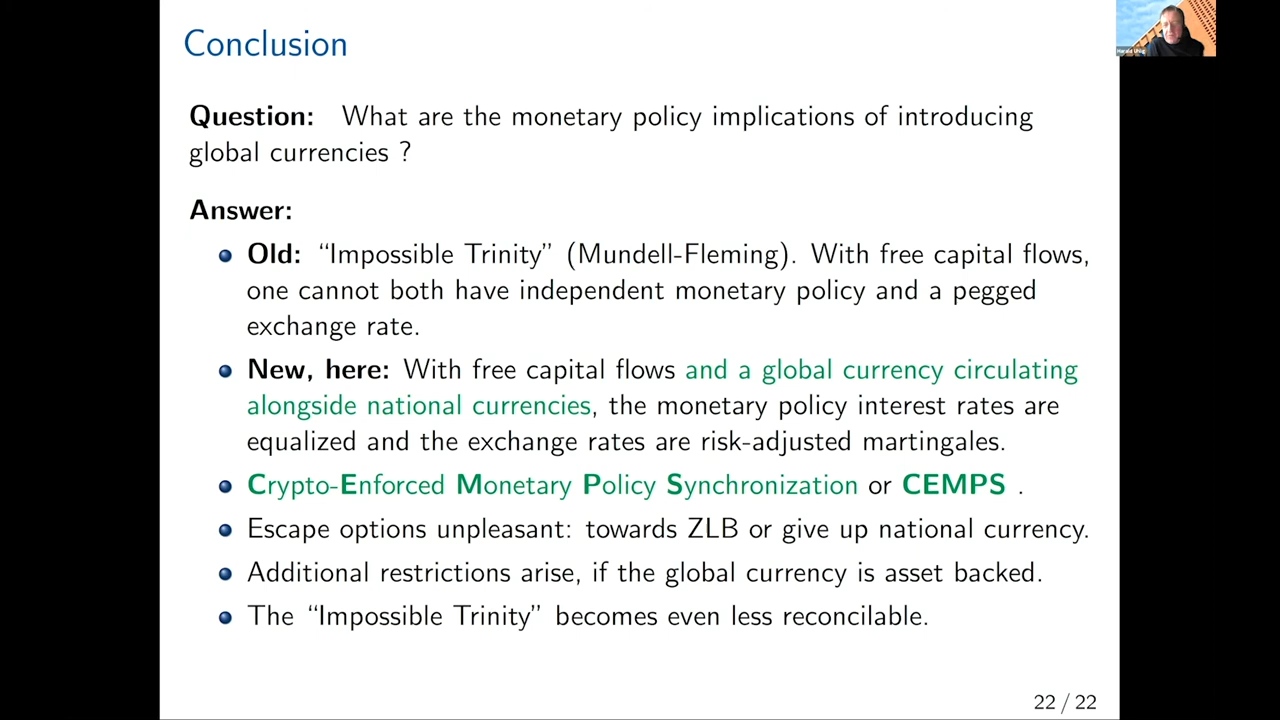 Conclusion
Harald Uhlig
Question: What are the monetary policy implications of introducing
global currencies ?
Answer:
Old: “Impossible Trinity” (Mundell-Fleming). With free capital flows,
one cannot both have independent monetary policy and a pegged
exchange rate.
New, here: With free capital flows and a global currency circulating
alongside national currencies, the monetary policy interest rates are
equalized and the exchange rates are risk-adjusted martingales.
Crypto-Enforced Monetary Policy Synchronization or CEMPS .
Escape options unpleasant: towards ZLB or give up national currency.
Additional restrictions arise, if the global currency is asset backed.
The “Impossible Trinity” becomes even less reconcilable.
22 / 22